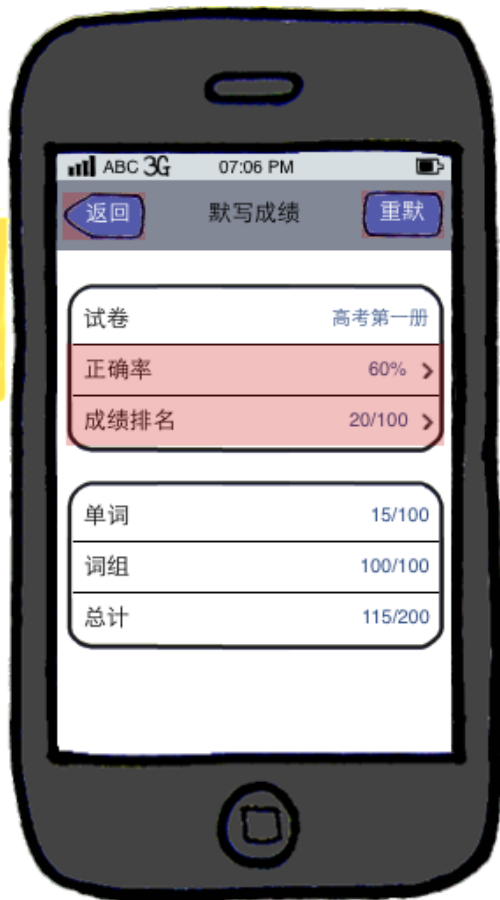 ABC 3G 07:06 PM
返回 默写成绩 重默
试卷 高考第一册
正确率 60%
成绩排名 20/100
单词 15/100
词组 100/100
总计 115/200